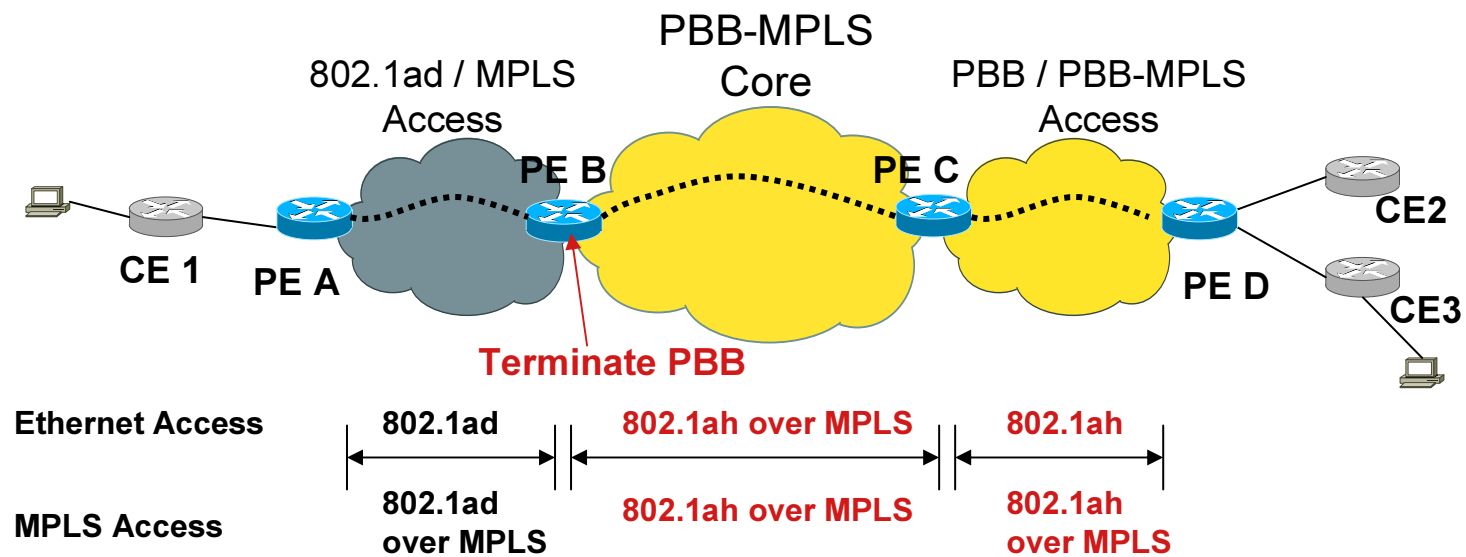 PBB-MPLS
Core
802.1ad / MPLS
Access
PBB / PBB-MPLS
Access
PE B
PE C
CE 1
PE A
CE2
PE D
CE3
Terminate PBB
Ethernet Access
802.1ad
802.1ah over MPLS
802.1ah
MPLS Access
802.1ad
over MPLS
802.1ah over MPLS
802.1ah
over MPLS